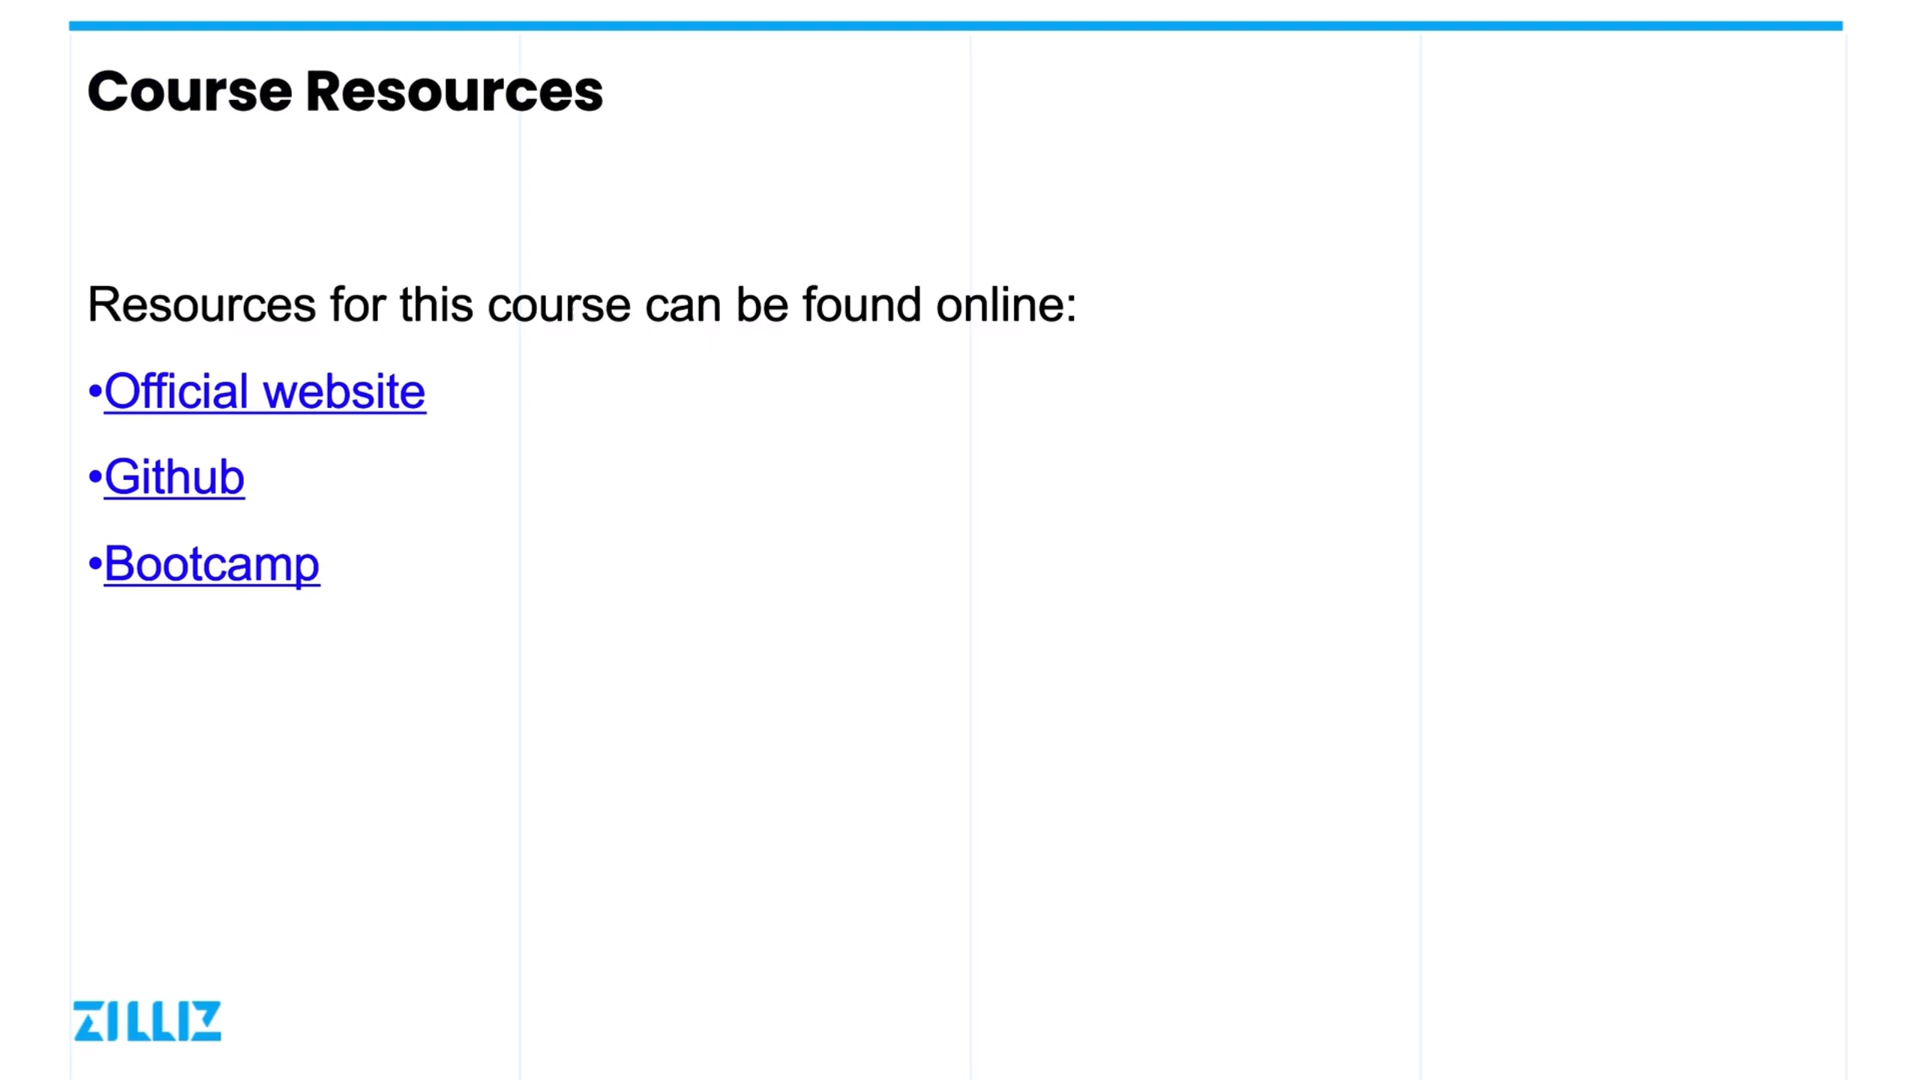 Course Resources
Resources for this course can be found online:
•Official website
•Github
•Bootcamp
ZILLIZ